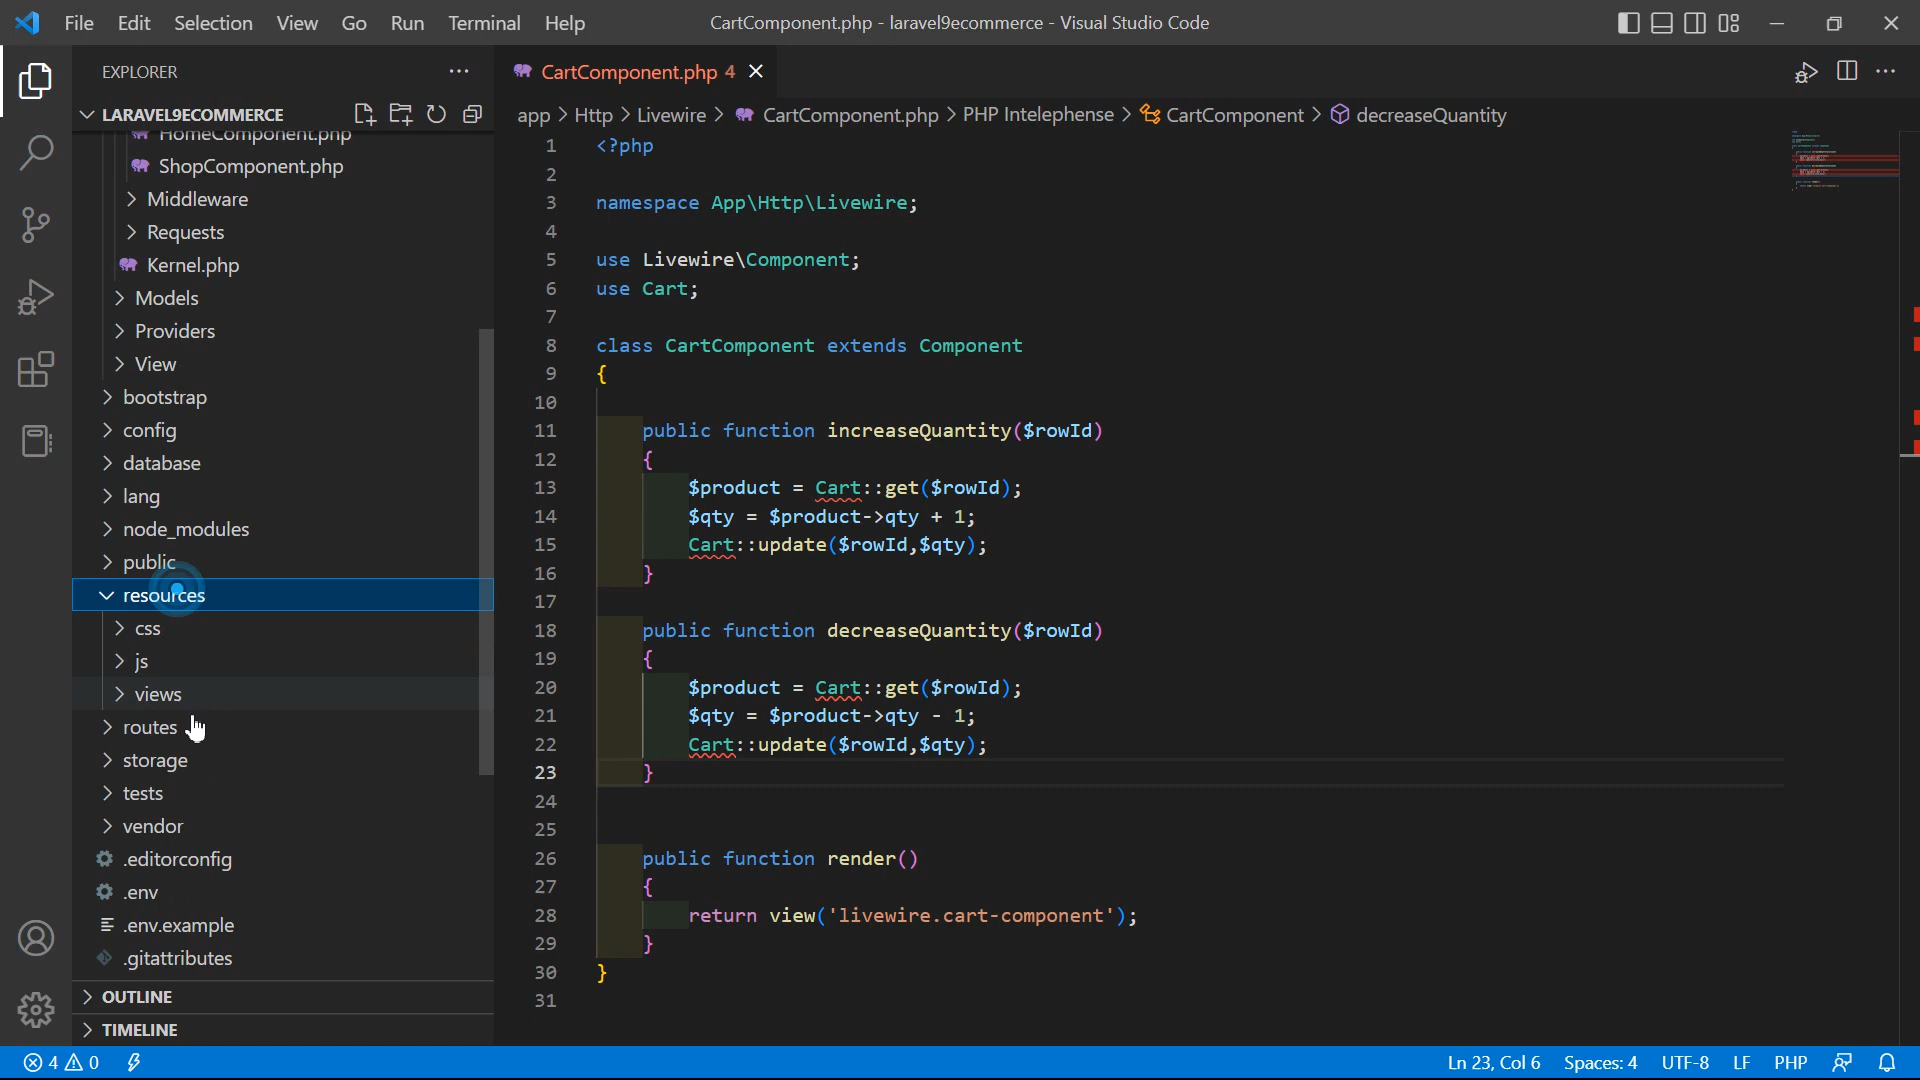 File Edit Selection View Go Run Terminal Help
CartComponent.php - laravel9ecommerce - Visual Studio Code
EXPLORER
LARAVEL9ECOMMERCE
HomeComponent.php
ShopComponent.php
Middleware
Requests
Kernel.php
Models
Providers
View
bootstrap
config
database
lang
node_modules
public
resources
css
js
views
routes
storage
tests
vendor
.editorconfig
.env
.env.example
.gitattributes
OUTLINE
TIMELINE
CartComponent.php 4
app > Http > Livewire > CartComponent.php > PHP Intelephense > CartComponent > decreaseQuantity
1 <?php
2
3 namespace App\Http\Livewire;
4
5 use Livewire\Component;
6 use Cart;
7
8 class CartComponent extends Component
9 {
10
11 public function increaseQuantity($rowId)
12 {
13 $product = Cart::get($rowId);
14 $qty = $product->qty + 1;
15 Cart::update($rowId,$qty);
16 }
17
18 public function decreaseQuantity($rowId)
19 {
20 $product = Cart::get($rowId);
21 $qty = $product->qty - 1;
22 Cart::update($rowId,$qty);
23 }
24
25
26 public function render()
27 {
28 return view('livewire.cart-component');
29 }
30 }
31
4 0
Ln 23, Col 6 Spaces: 4 UTF-8 LF PHP